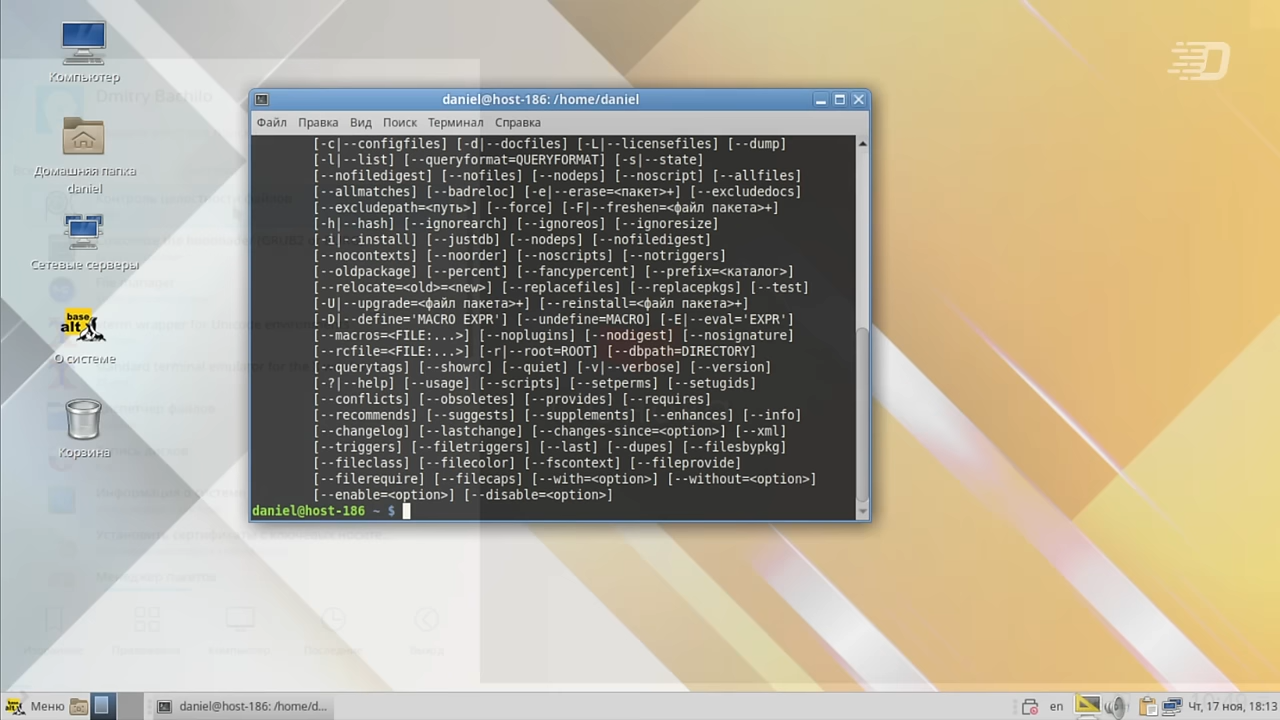 Компьютер
Домашняя папка
daniel
Сетевые серверы
base
alt
О системе
Корзина
Dmitry Bachilo
daniel@host-186: /home/daniel
Файл Правка Вид Поиск Терминал Справка
[-c|--configfiles] [-d|--docfiles] [-L|--licensefiles] [--dump]
[-l|--list] [--queryformat=QUERYFORMAT] [-s|--state]
[--nofiledigest] [--nofiles] [--nodeps] [--noscript] [--allfiles]
[--allmatches] [--badreloc] [-e|--erase=<пакет>+] [--excludedocs]
[--excludepath=<путь>] [--force] [-F|--freshen=<файл пакета>+]
[-h|--hash] [--ignorearch] [--ignoreos] [--ignoresize]
[-i|--install] [--justdb] [--nodeps] [--nofiledigest]
[--nocontexts] [--noorder] [--noscripts] [--notriggers]
[--oldpackage] [--percent] [--fancypercent] [--prefix=<каталог>]
[--relocate=<old>=<new>] [--replacefiles] [--replacepkgs] [--test]
[-U|--upgrade=<файл пакета>+] [--reinstall=<файл пакета>+]
[-D|--define='MACRO EXPR'] [--undefine=MACRO] [-E|--eval='EXPR']
[--macros=<FILE:...>] [--noplugins] [--nodigest] [--nosignature]
[--rcfile=<FILE:...>] [-r|--root=ROOT] [--dbpath=DIRECTORY]
[--querytags] [--showrc] [--quiet] [-v|--verbose] [--version]
[-?|--help] [--usage] [--scripts] [--setperms] [--setugids]
[--conflicts] [--obsoletes] [--provides] [--requires]
[--recommends] [--suggests] [--supplements] [--enhances] [--info]
[--changelog] [--lastchange] [--changes-since=<option>] [--xml]
[--triggers] [--filetriggers] [--last] [--dupes] [--filesbypkg]
[--fileclass] [--filecolor] [--fscontext] [--fileprovide]
[--filerequire] [--filecaps] [--with=<option>] [--without=<option>]
[--enable=<option>] [--disable=<option>]
daniel@host-186 ~ $
Менеджер пакетов
Меню
daniel@host-186: /home/d...
en
Чт, 17 ноя, 18:13